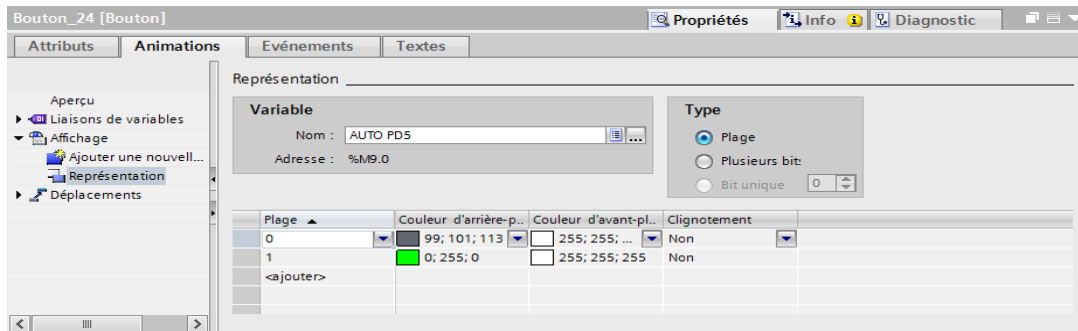 Bouton_24 [Bouton]
Propriétés Info Diagnostic
Attributs Animations Evénements Textes
Aperçu
Liaisons de variables
Affichage
Ajouter une nouvell...
Représentation
Déplacements
Représentation
Variable
Nom : AUTO PD5
Adresse : %M9.0
Type
Plage
Plusieurs bit:
Bit unique 0
Plage Couleur d'arrière-p.. Couleur d'avant-pl.. Clignotement
0 99; 101; 113 255; 255; ... Non
1 0; 255; 0 255; 255; 255 Non
<ajouter>